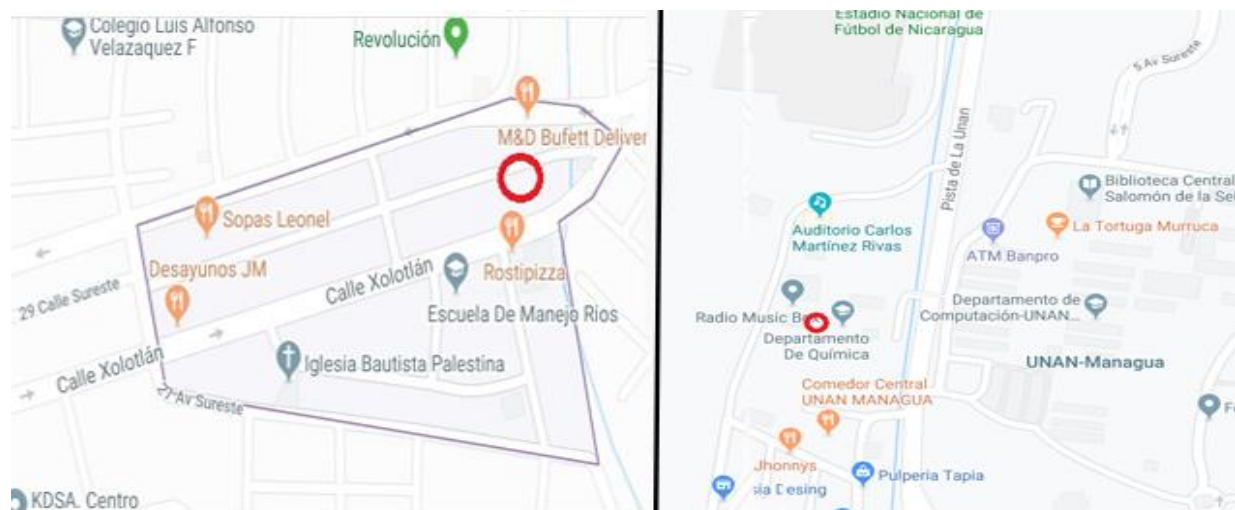 Colegio Luis Alfonso
Velazaquez F
Revolución
M&D Bufett Deliver
Sopas Leonel
Desayunos JM
Calle Xolotlán
Rostipizza
29 Calle Sureste
Escuela De Manejo Rios
Iglesia Bautista Palestina
Calle Xolotlán
27 Av Sureste
KDSA. Centro
Estadio Nacional de
Fútbol de Nicaragua
5 Av Sureste
Pista de La Unan
Biblioteca Central
Salomón de la Sel
La Tortuga Murruca
Auditorio Carlos
Martínez Rivas
ATM Banpro
Radio Music Box
Departamento
De Química
Departamento de
Computación-UNAN...
UNAN-Managua
Comedor Central
UNAN MANAGUA
Jhonnys
Pulperia Tapia